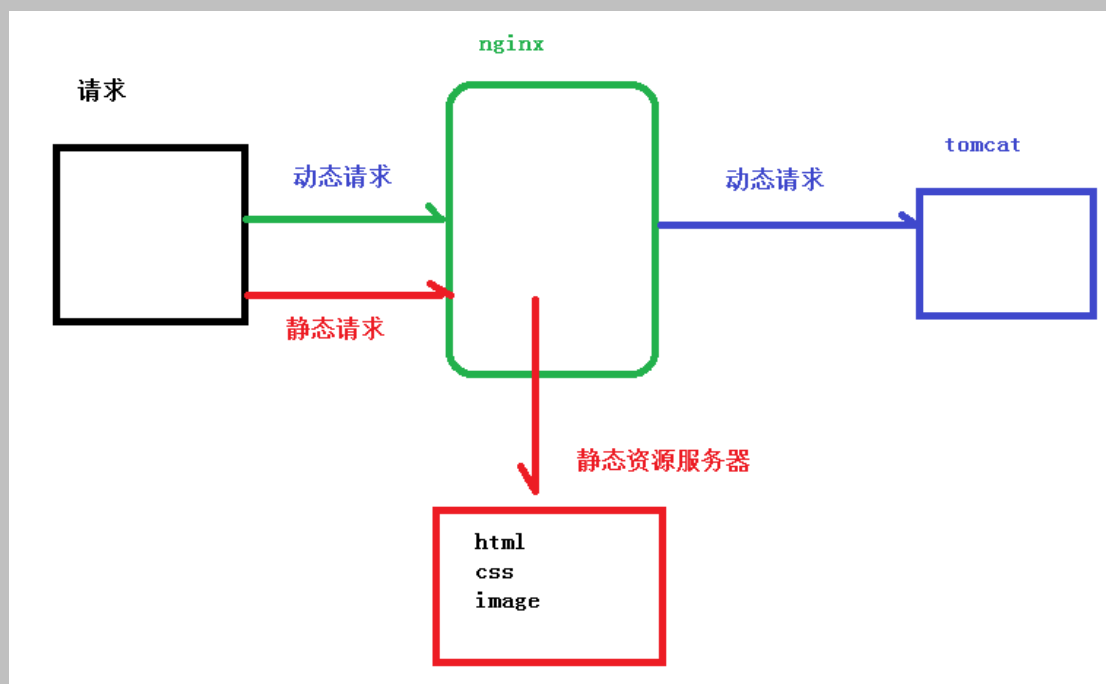 nginx
请求
tomcat
动态请求
动态请求
静态请求
静态资源服务器
html
css
image